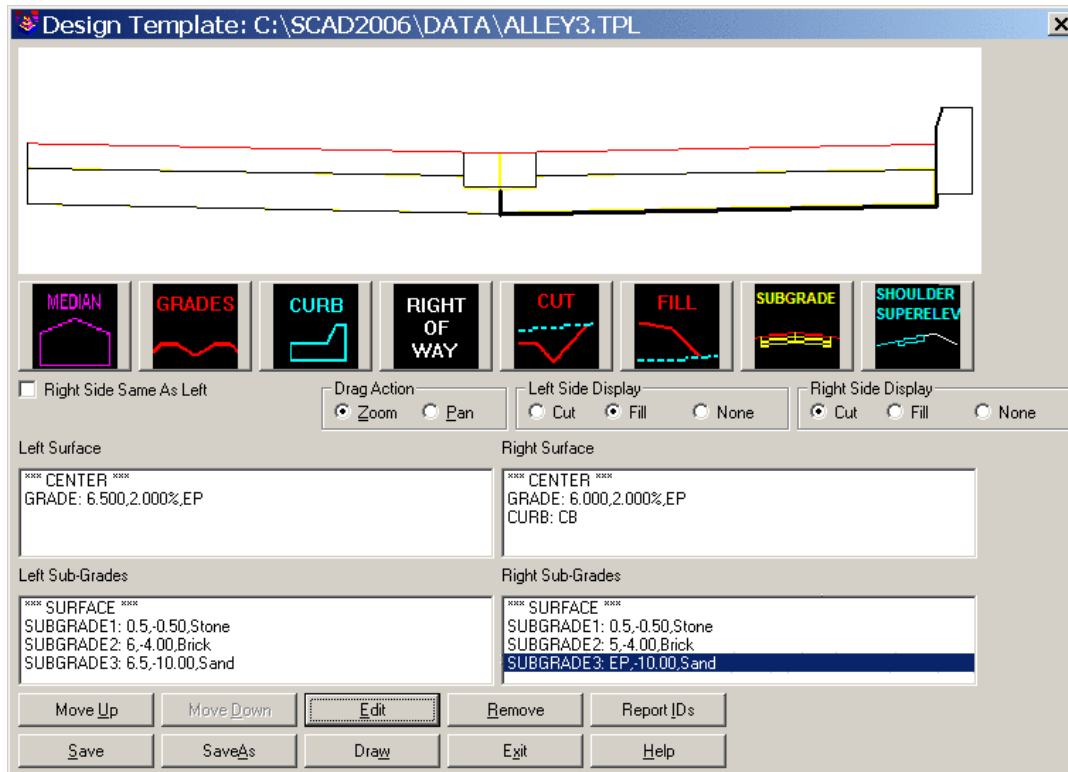 Design Template: C:\SCAD2006\DATA\ALLEY3.TPL
MEDIAN
GRADES
CURB
RIGHT
OF
WAY
CUT
FILL
SUBGRADE
SHOULDER
SUPERELEV
Right Side Same As Left
Drag Action
Zoom Pan
Left Side Display
Cut Fill None
Right Side Display
Cut Fill None
Left Surface
*** CENTER ***
GRADE: 6.500,2.000%,EP
Right Surface
*** CENTER ***
GRADE: 6.000,2.000%,EP
CURB: CB
Left Sub-Grades
*** SURFACE ***
SUBGRADE1: 0.5,-0.50,Stone
SUBGRADE2: 6,-4.00,Brick
SUBGRADE3: 6.5,-10.00,Sand
Right Sub-Grades
*** SURFACE ***
SUBGRADE1: 0.5,-0.50,Stone
SUBGRADE2: 5,-4.00,Brick
SUBGRADE3: EP,-10.00,Sand
Move Up Move Down Edit Remove Report IDs
Save SaveAs Draw Exit Help